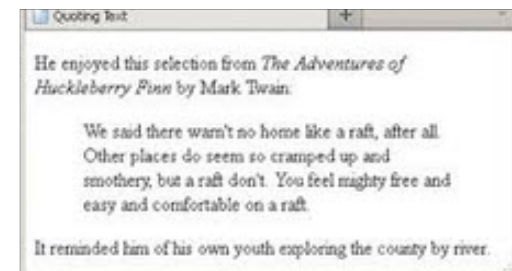 Quoting Text
He enjoyed this selection from The Adventures of
Huckleberry Finn by Mark Twain:
We said there warn't no home like a raft, after all.
Other places do seem so cramped up and
smothery, but a raft don't. You feel mighty free and
easy and comfortable on a raft.
It reminded him of his own youth exploring the county by river.